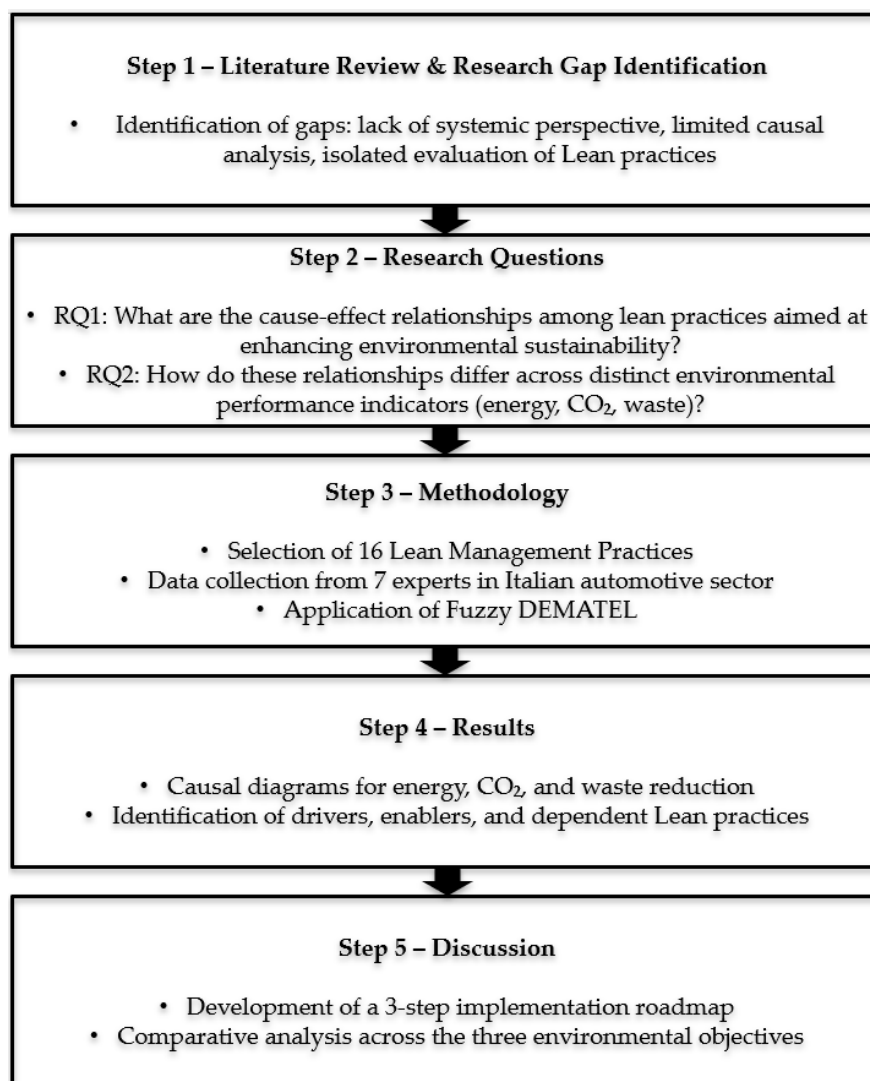 Step 1 – Literature Review & Research Gap Identification
• Identification of gaps: lack of systemic perspective, limited causal
analysis, isolated evaluation of Lean practices
Step 2 – Research Questions
• RQ1: What are the cause-effect relationships among lean practices aimed at
enhancing environmental sustainability?
• RQ2: How do these relationships differ across distinct environmental
performance indicators (energy, CO₂, waste)?
Step 3 – Methodology
• Selection of 16 Lean Management Practices
• Data collection from 7 experts in Italian automotive sector
• Application of Fuzzy DEMATEL
Step 4 – Results
• Causal diagrams for energy, CO₂, and waste reduction
• Identification of drivers, enablers, and dependent Lean practices
Step 5 – Discussion
• Development of a 3-step implementation roadmap
• Comparative analysis across the three environmental objectives